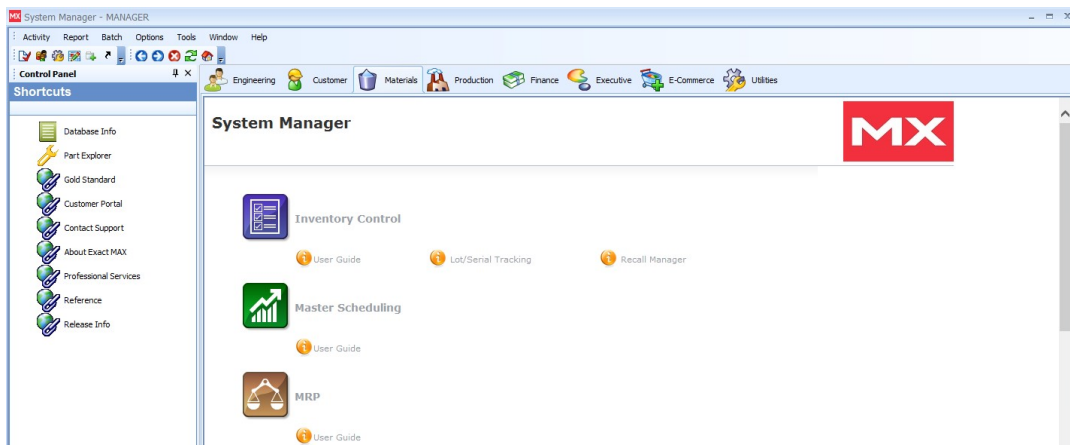 MX System Manager - MANAGER
Activity Report Batch Options Tools Window Help
Control Panel
Shortcuts
Engineering Customer Materials Production Finance Executive E-Commerce Utilities
Database Info
Part Explorer
Gold Standard
Customer Portal
Contact Support
About Exact MAX
Professional Services
Reference
Release Info
System Manager
MX
Inventory Control
User Guide Lot/Serial Tracking Recall Manager
Master Scheduling
User Guide
MRP
User Guide